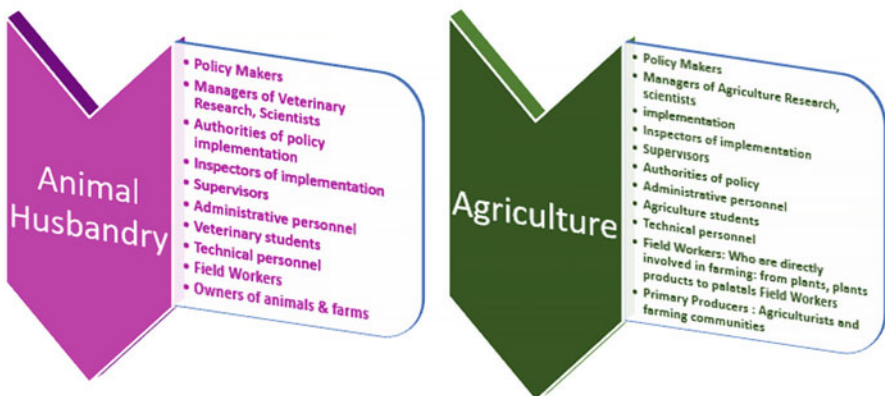 Animal
Husbandry
• Policy Makers
• Managers of Veterinary
Research, Scientists
• Authorities of policy
implementation
• Inspectors of implementation
• Supervisors
• Administrative personnel
• Veterinary students
• Technical personnel
• Field Workers
• Owners of animals & farms
Agriculture
• Policy Makers
• Managers of Agriculture Research,
scientists
• implementation
• Inspectors of implementation
• Supervisors
• Authorities of policy
• Administrative personnel
• Agriculture students
• Technical personnel
• Field Workers: Who are directly
involved in farming: from plants, plants
products to palatals Field Workers
• Primary Producers : Agriculturists and
farming communities